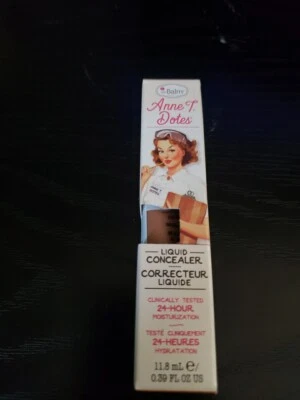 theBalm
Anne T.
Dotes
LIQUID
CONCEALER
CORRECTEUR
LIQUIDE
CLINICALLY TESTED
24-HOUR
MOISTURIZATION
TESTÉ CLINIQUEMENT
24-HEURES
HYDRATATION
11.8 mL e/
0.39 FL OZ US